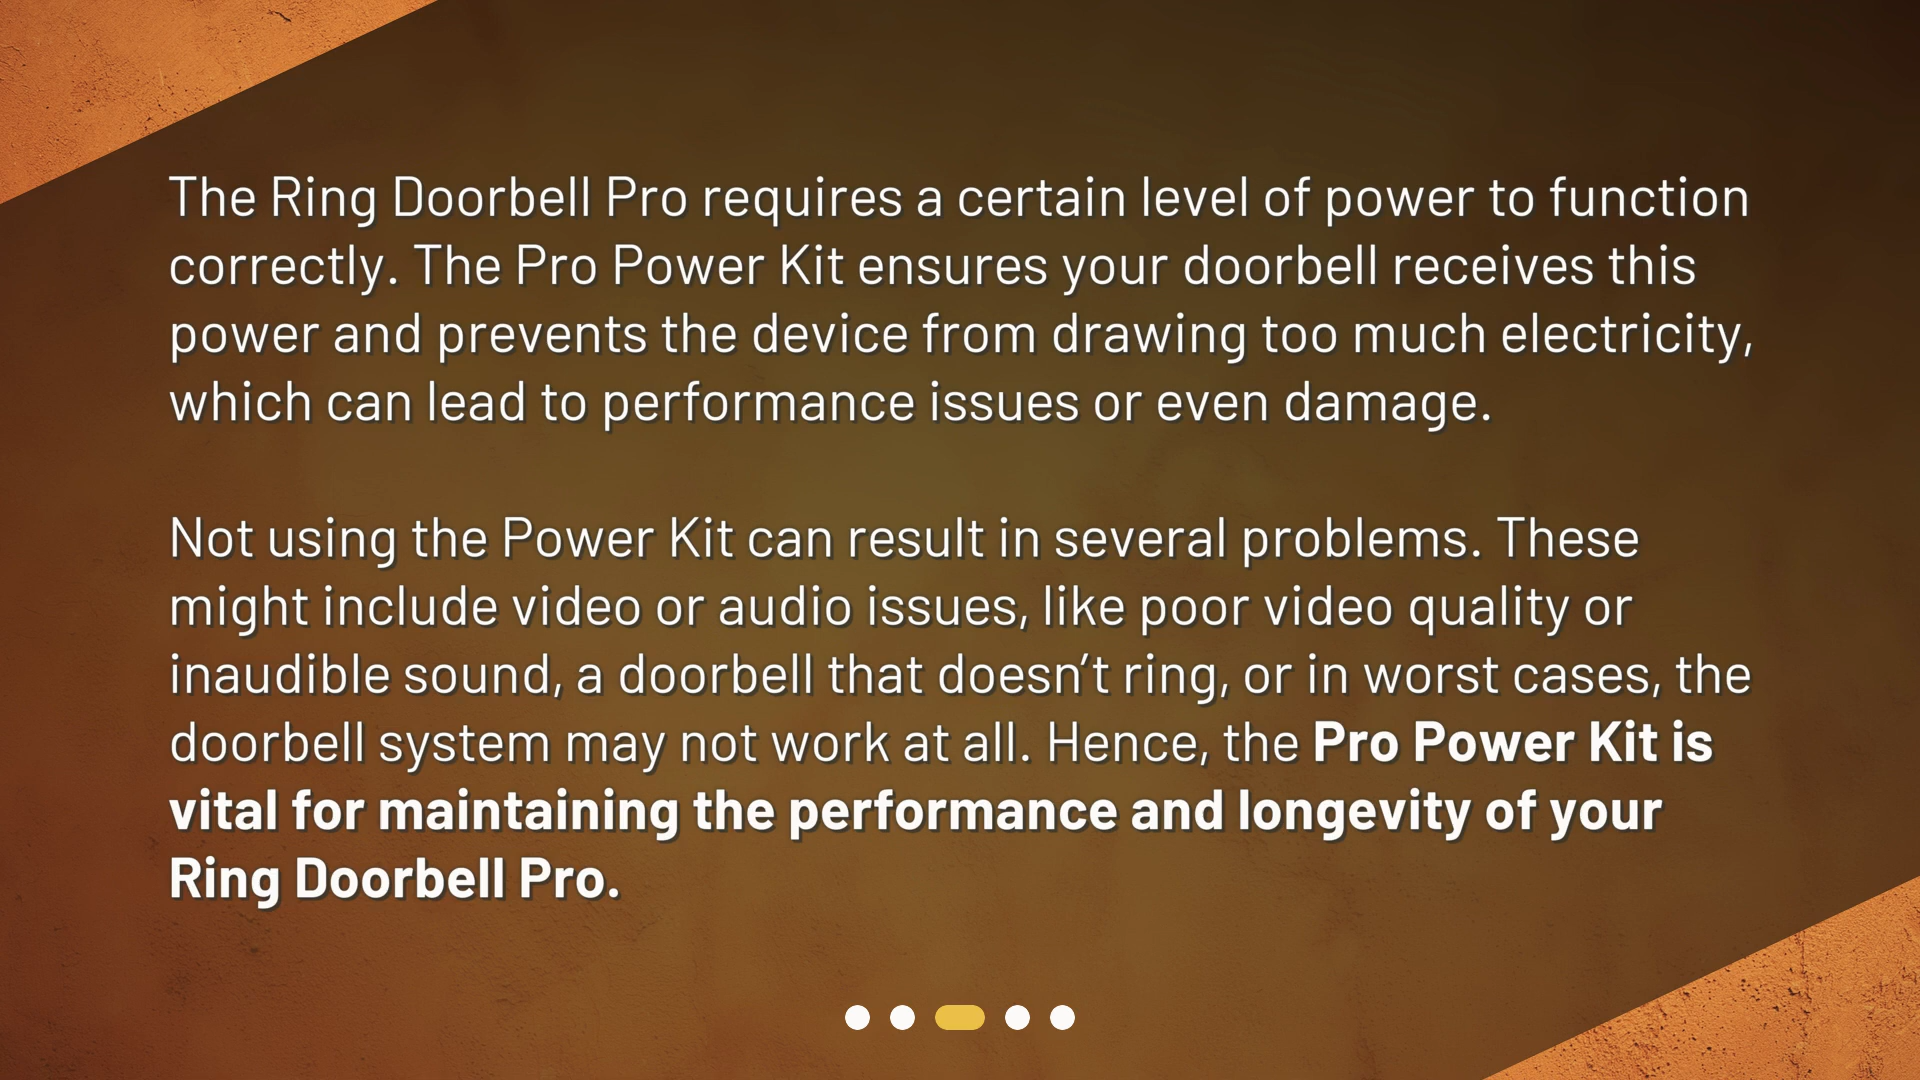 The Ring Doorbell Pro requires a certain level of power to function
correctly. The Pro Power Kit ensures your doorbell receives this
power and prevents the device from drawing too much electricity,
which can lead to performance issues or even damage.
Not using the Power Kit can result in several problems. These
might include video or audio issues, like poor video quality or
inaudible sound, a doorbell that doesn’t ring, or in worst cases, the
doorbell system may not work at all. Hence, the Pro Power Kit is
vital for maintaining the performance and longevity of your
Ring Doorbell Pro.